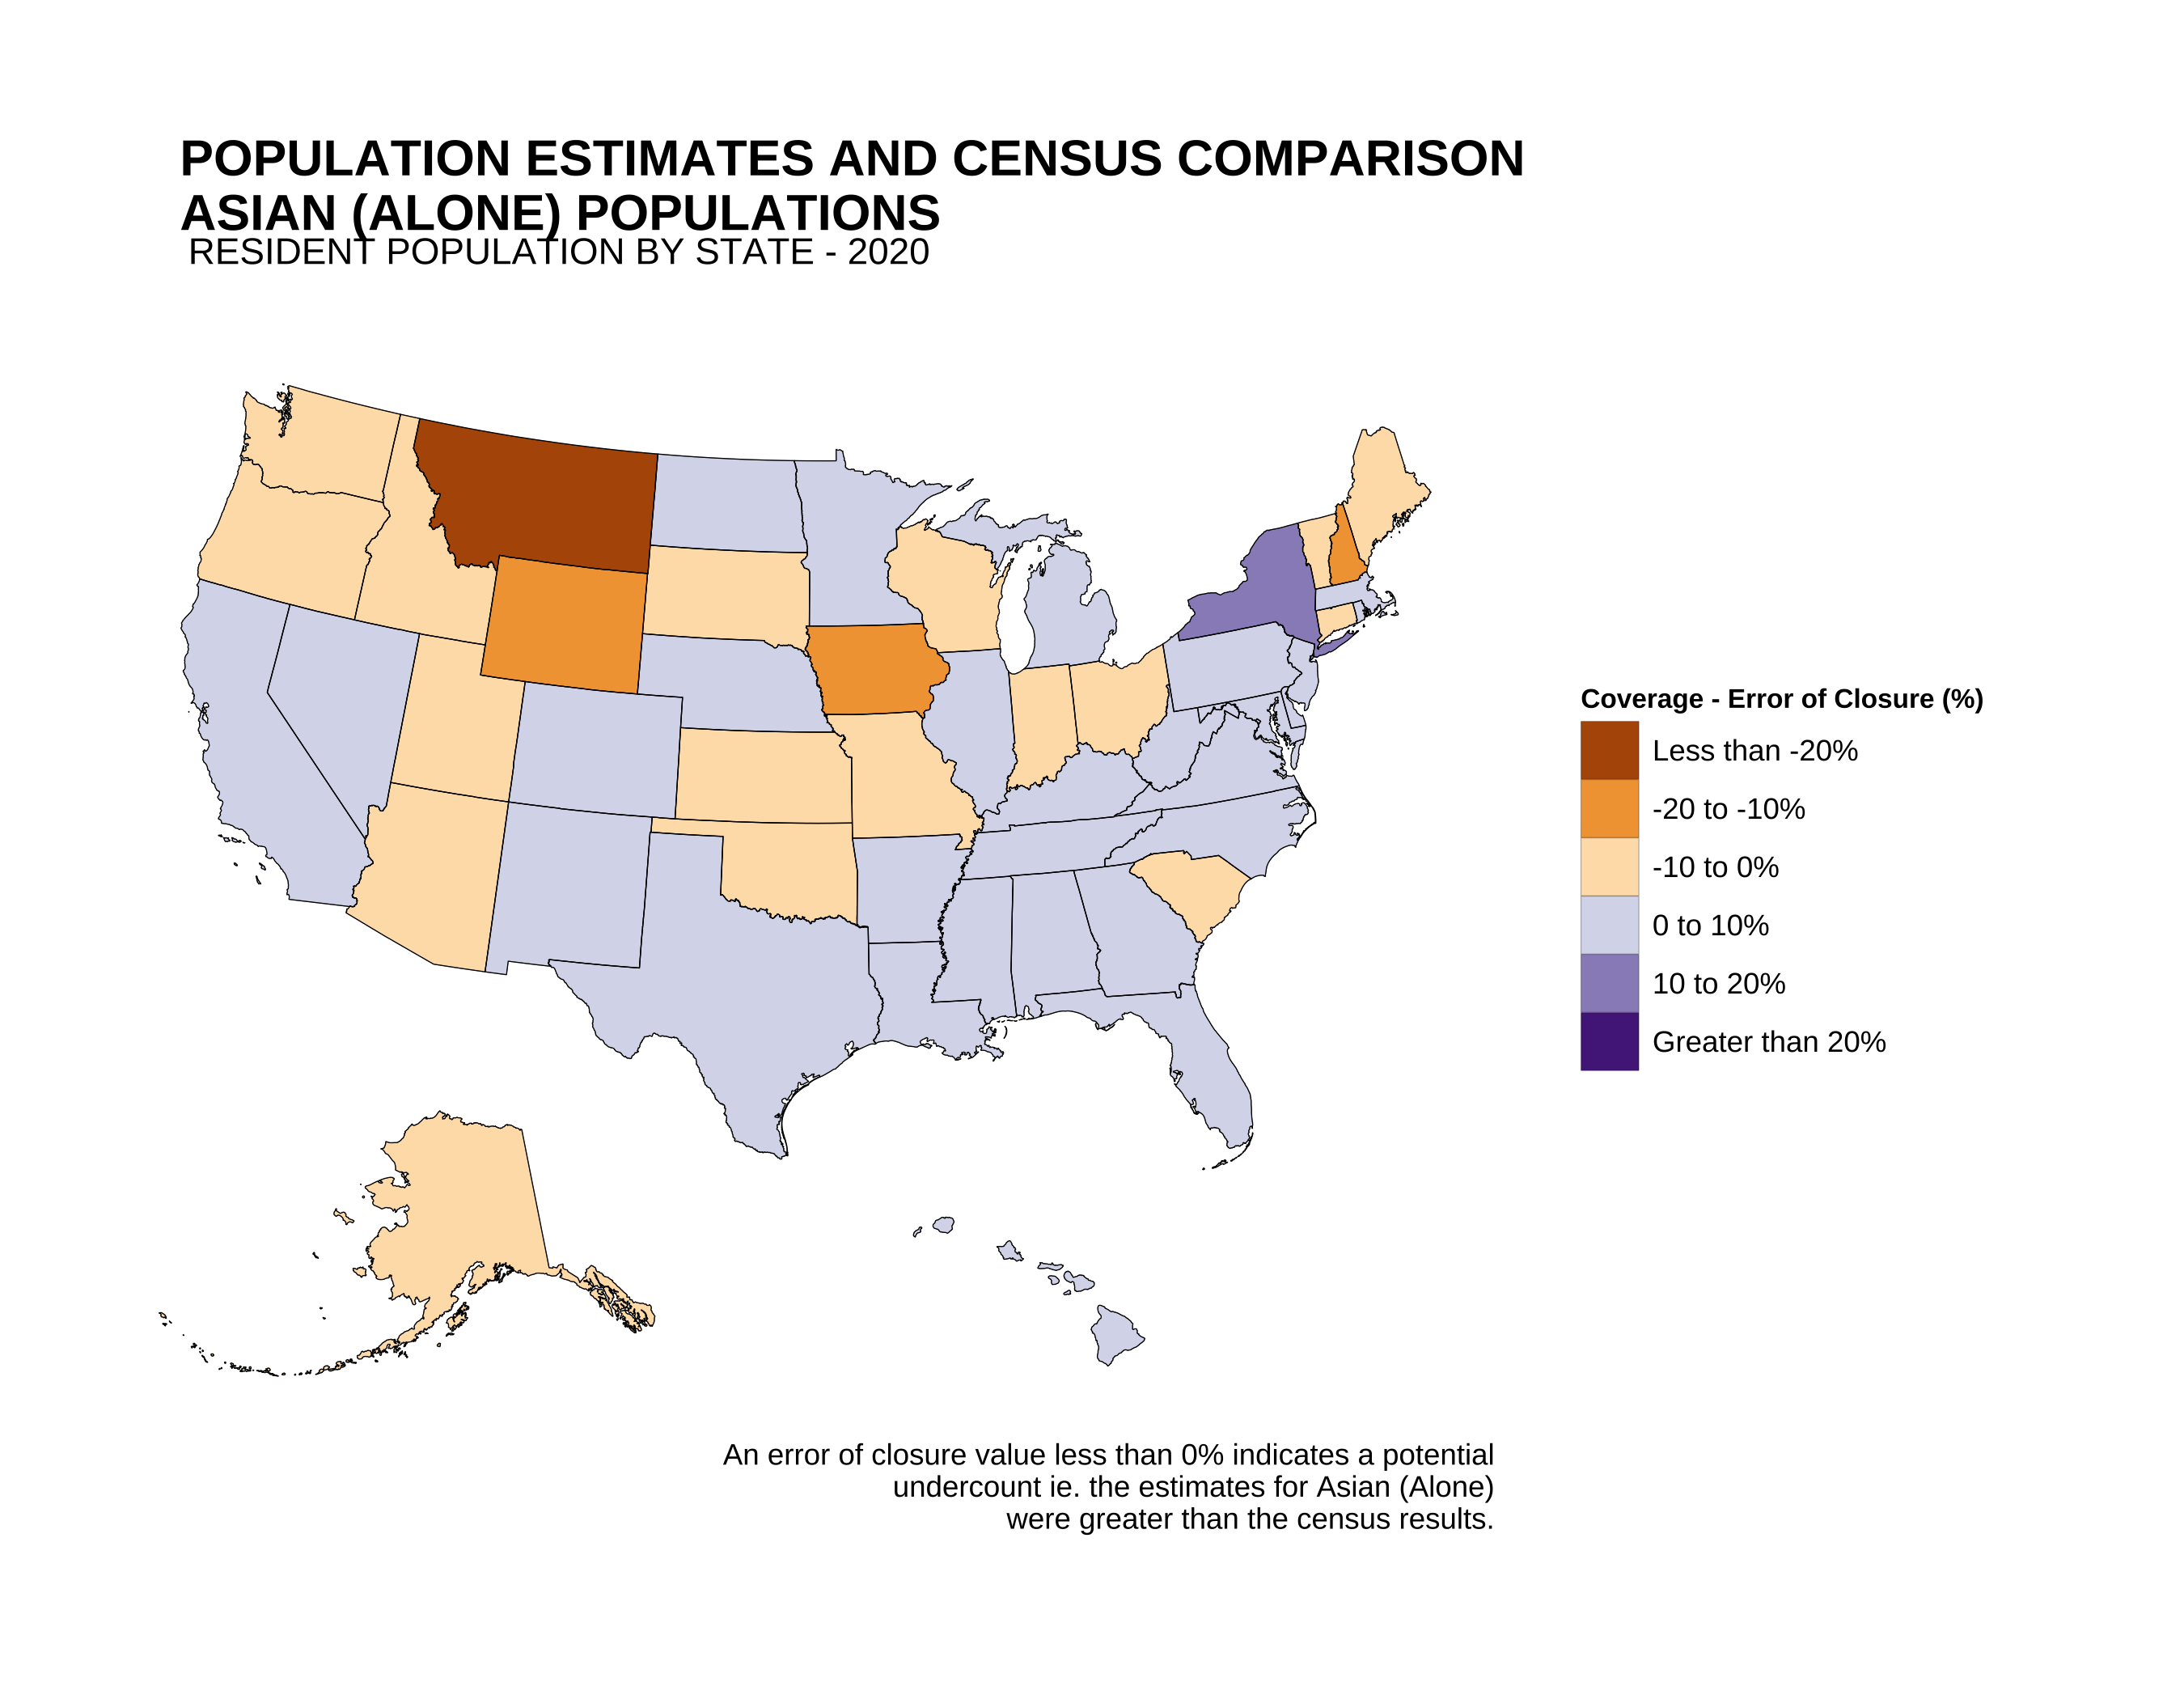 POPULATION ESTIMATES AND CENSUS COMPARISON
ASIAN (ALONE) POPULATIONS
RESIDENT POPULATION BY STATE - 2020
Coverage - Error of Closure (%)
Less than -20%
-20 to -10%
-10 to 0%
0 to 10%
10 to 20%
Greater than 20%
An error of closure value less than 0% indicates a potential
undercount ie. the estimates for Asian (Alone)
were greater than the census results.